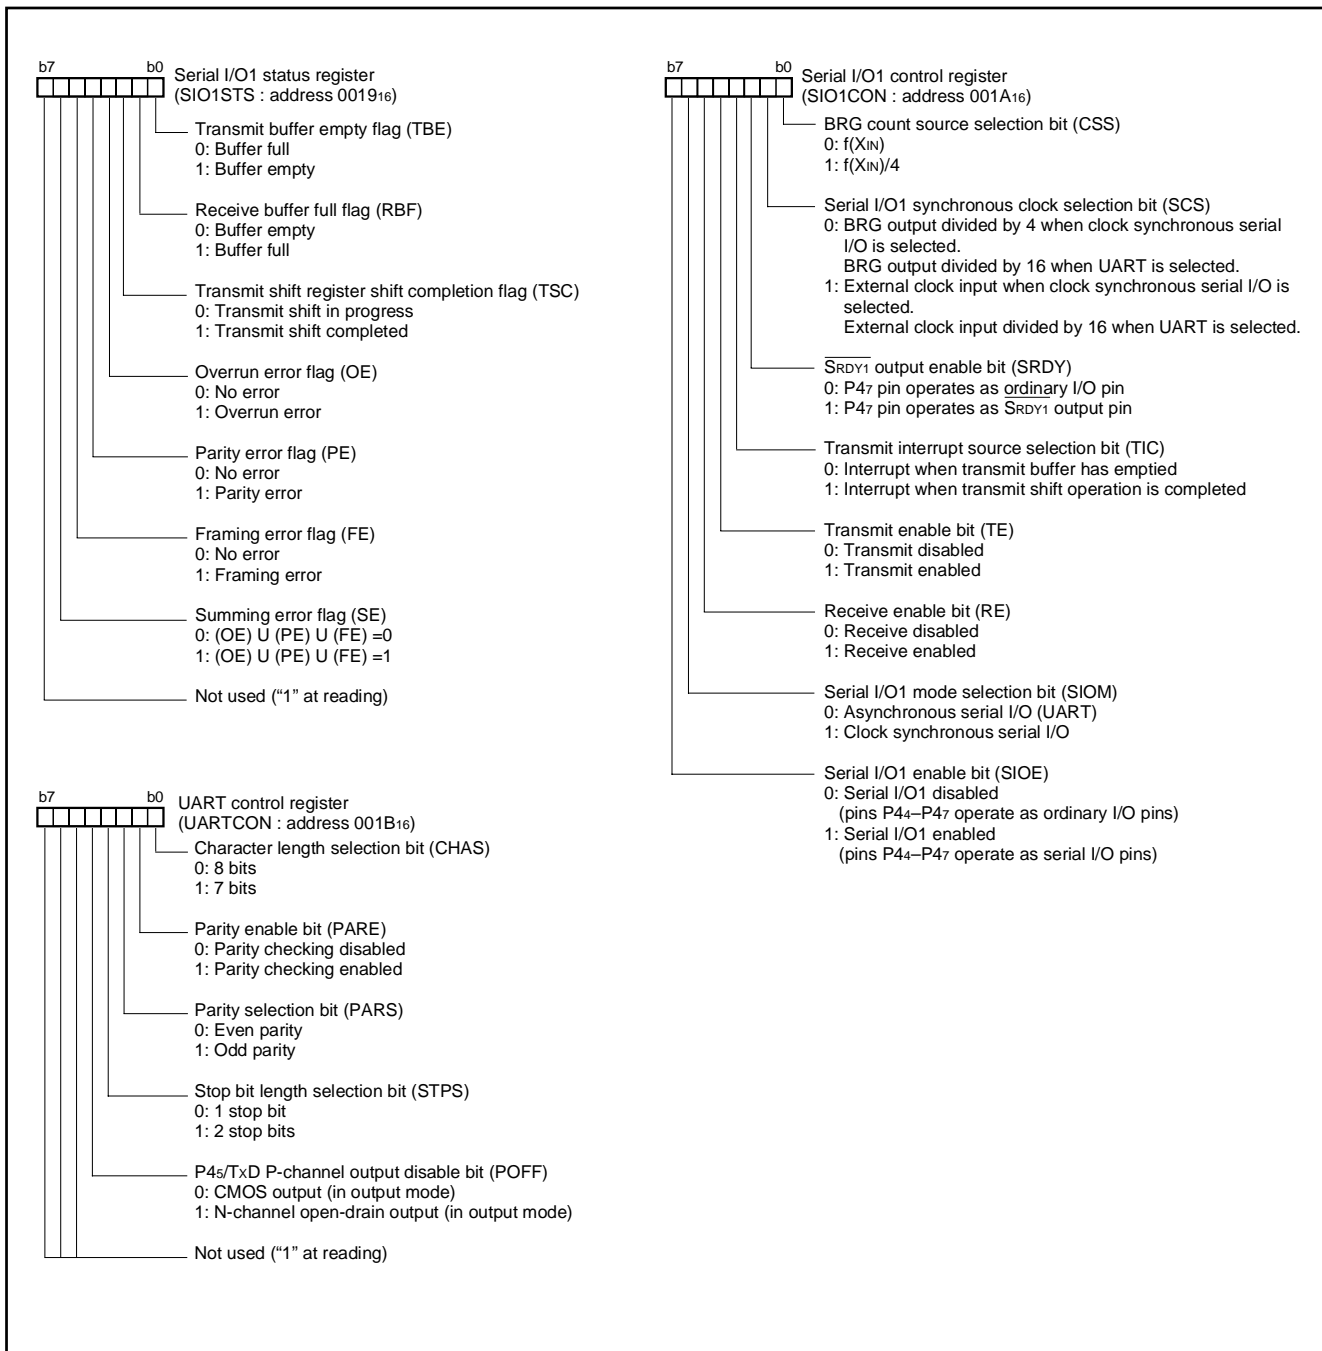 b7 b0
Serial I/O1 status register
(SIO1STS : address 001916)
Transmit buffer empty flag (TBE)
0: Buffer full
1: Buffer empty
Receive buffer full flag (RBF)
0: Buffer empty
1: Buffer full
Transmit shift register shift completion flag (TSC)
0: Transmit shift in progress
1: Transmit shift completed
Overrun error flag (OE)
0: No error
1: Overrun error
Parity error flag (PE)
0: No error
1: Parity error
Framing error flag (FE)
0: No error
1: Framing error
Summing error flag (SE)
0: (OE) U (PE) U (FE) =0
1: (OE) U (PE) U (FE) =1
Not used (“1” at reading)
b7 b0
UART control register
(UARTCON : address 001B16)
Character length selection bit (CHAS)
0: 8 bits
1: 7 bits
Parity enable bit (PARE)
0: Parity checking disabled
1: Parity checking enabled
Parity selection bit (PARS)
0: Even parity
1: Odd parity
Stop bit length selection bit (STPS)
0: 1 stop bit
1: 2 stop bits
P45/TxD P-channel output disable bit (POFF)
0: CMOS output (in output mode)
1: N-channel open-drain output (in output mode)
Not used (“1” at reading)
b7 b0
Serial I/O1 control register
(SIO1CON : address 001A16)
BRG count source selection bit (CSS)
0: f(XIN)
1: f(XIN)/4
Serial I/O1 synchronous clock selection bit (SCS)
0: BRG output divided by 4 when clock synchronous serial
I/O is selected.
BRG output divided by 16 when UART is selected.
1: External clock input when clock synchronous serial I/O is
selected.
External clock input divided by 16 when UART is selected.
SRDY1 output enable bit (SRDY)
0: P47 pin operates as ordinary I/O pin
1: P47 pin operates as SRDY1 output pin
Transmit interrupt source selection bit (TIC)
0: Interrupt when transmit buffer has emptied
1: Interrupt when transmit shift operation is completed
Transmit enable bit (TE)
0: Transmit disabled
1: Transmit enabled
Receive enable bit (RE)
0: Receive disabled
1: Receive enabled
Serial I/O1 mode selection bit (SIOM)
0: Asynchronous serial I/O (UART)
1: Clock synchronous serial I/O
Serial I/O1 enable bit (SIOE)
0: Serial I/O1 disabled
(pins P44–P47 operate as ordinary I/O pins)
1: Serial I/O1 enabled
(pins P44–P47 operate as serial I/O pins)